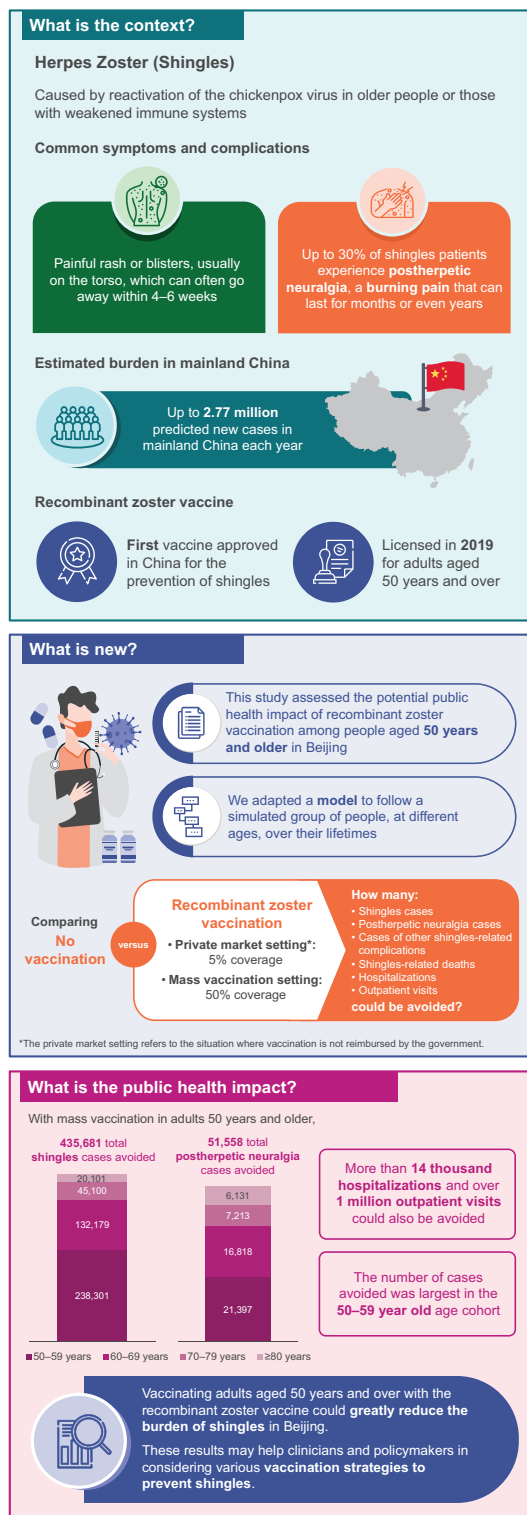 What is the context?
Herpes Zoster (Shingles)
Caused by reactivation of the chickenpox virus in older people or those
with weakened immune systems
Common symptoms and complications
Painful rash or blisters, usually
on the torso, which can often go
away within 4–6 weeks
Up to 30% of shingles patients
experience postherpetic
neuralgia, a burning pain that can
last for months or even years
Estimated burden in mainland China
Up to 2.77 million
predicted new cases in
mainland China each year
Recombinant zoster vaccine
First vaccine approved
in China for the
prevention of shingles
Licensed in 2019
for adults aged
50 years and over
What is new?
This study assessed the potential public
health impact of recombinant zoster
vaccination among people aged 50 years
and older in Beijing
We adapted a model to follow a
simulated group of people, at different
ages, over their lifetimes
Comparing
No
vaccination
versus
Recombinant zoster
vaccination
• Private market setting*:
5% coverage
• Mass vaccination setting:
50% coverage
How many:
• Shingles cases
• Postherpetic neuralgia cases
• Cases of other shingles-related
complications
• Shingles-related deaths
• Hospitalizations
• Outpatient visits
could be avoided?
*The private market setting refers to the situation where vaccination is not reimbursed by the government.
What is the public health impact?
With mass vaccination in adults 50 years and older,
435,681 total
shingles cases avoided
20,101
45,100
132,179
238,301
51,558 total
postherpetic neuralgia
cases avoided
6,131
7,213
16,818
21,397
50–59 years 60–69 years 70–79 years ≥80 years
More than 14 thousand
hospitalizations and over
1 million outpatient visits
could also be avoided
The number of cases
avoided was largest in the
50–59 year old age cohort
Vaccinating adults aged 50 years and over with the
recombinant zoster vaccine could greatly reduce the
burden of shingles in Beijing.
These results may help clinicians and policymakers in
considering various vaccination strategies to
prevent shingles.